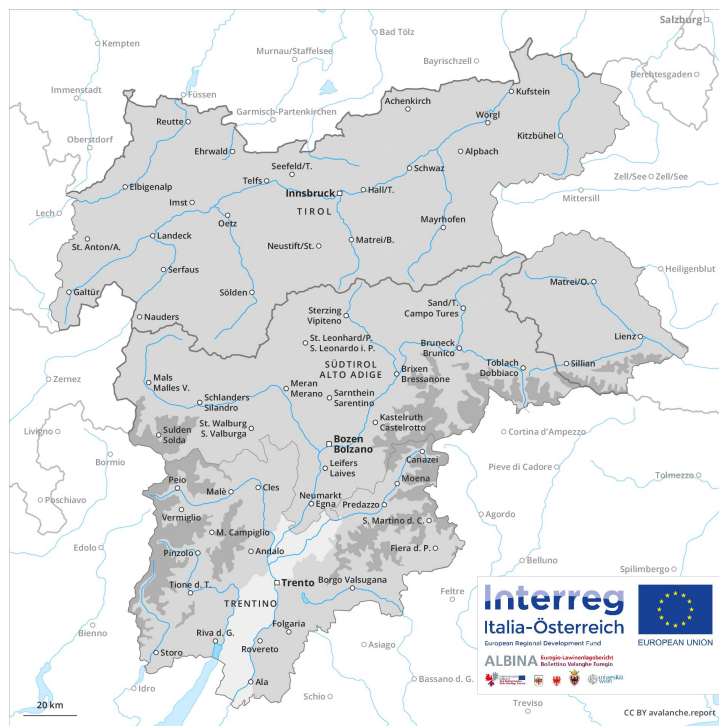 Salzburg
Kempten
Bad Tölz
Murnau/Staffelsee
Bayrischzell
Berchtesgaden
Immenstadt
Füssen
Garmisch-Partenkirchen
Achenkirch
Kufstein
Reutte
Wörgl
Oberstdorf
Ehrwald
Kitzbühel
Alpbach
Seefeld/T.
Schwaz
Telfs
Zell/See
Zell/See
Elbigenalp
Innsbruck
Hall/T.
Mittersill
Imst
TIROL
Lech
Oetz
Mayrhofen
Landeck
Matrei/B.
St. Anton/A.
Neustift/St.
Serfaus
Heiligenblut
Matrei/O.
Galtür
Sölden
Sand/T.
Campo Tures
Nauders
Sterzing
Vipiteno
Lienz
St. Leonhard/P.
S. Leonardo i. P.
Bruneck
Brunico
Toblach
Dobbiaco
Sillian
SÜDTIROL
ALTO ADIGE
Brixen
Bressanone
Zernez
Mals
Malles V.
Meran
Merano
Sarnthein
Sarentino
Schlanders
Silandro
Kastelruth
Castelrotto
St. Walburg
S. Valburga
Livigno
Sulden
Solda
Cortina d'Ampezzo
Bozen
Bolzano
Bormio
Canazei
Leifers
Laives
Pieve di Cadore
Tolmezzo
Peio
Moena
Cles
Malè
Neumarkt
Egna
Predazzo
Poschiavo
Vermiglio
Agordo
S. Martino d. C.
M. Campiglio
Edolo
Andalo
Fiera d. P.
Pinzolo
Belluno
Spilimbergo
Trento
Borgo Valsugana
Tione d. T.
Feltre
TRENTINO
Folgaria
Bienno
Riva d. G.
Rovereto
Asiago
Storo
Bassano d. G.
Ala
Idro
Schio
Treviso
Interreg
Italia-Österreich
European Regional Development Fund
EUROPEAN UNION
ALBINA Euregio-Lawinenlagebericht
Bollettino Valanghe Euregio
universität
wien
20 km
CC BY avalanche.report